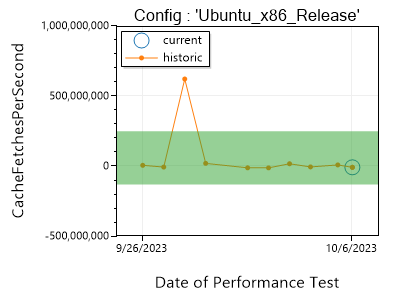 Config : 'Ubuntu_x86_Release'
current
historic
CacheFetchesPerSecond
1,000,000,000
500,000,000
0
-500,000,000
9/26/2023
10/6/2023
Date of Performance Test